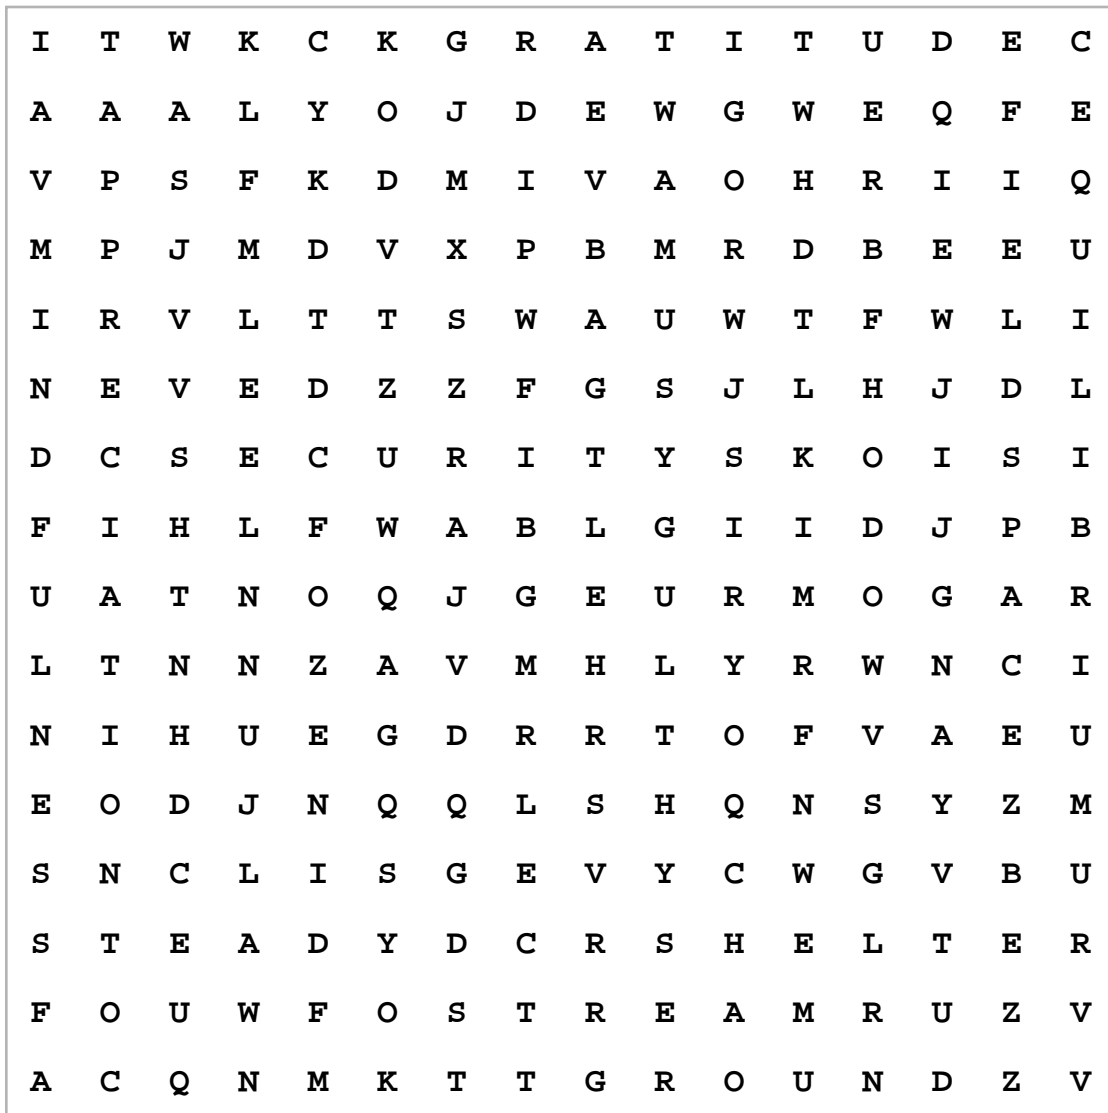 I T W K C K G R A T I T U D E C
A A A L Y O J D E W G W E Q F E
V P S F K D M I V A O H R I I Q
M P J M D V X P B M R D B E E U
I R V L T T S W A U W T F W L I
N E V E D Z Z F G S J L H J D L
D C S E C U R I T Y S K O I S I
F I H L F W A B L G I I D J P B
U A T N O Q J G E U R M O G A R
L T N N Z A V M H L Y R W N C I
N I H U E G D R R T O F V A E U
E O D J N Q Q L S H Q N S Y Z M
S N C L I S G E V Y C W G V B U
S T E A D Y D C R S H E L T E R
F O U W F O S T R E A M R U Z V
A C Q N M K T T G R O U N D Z V